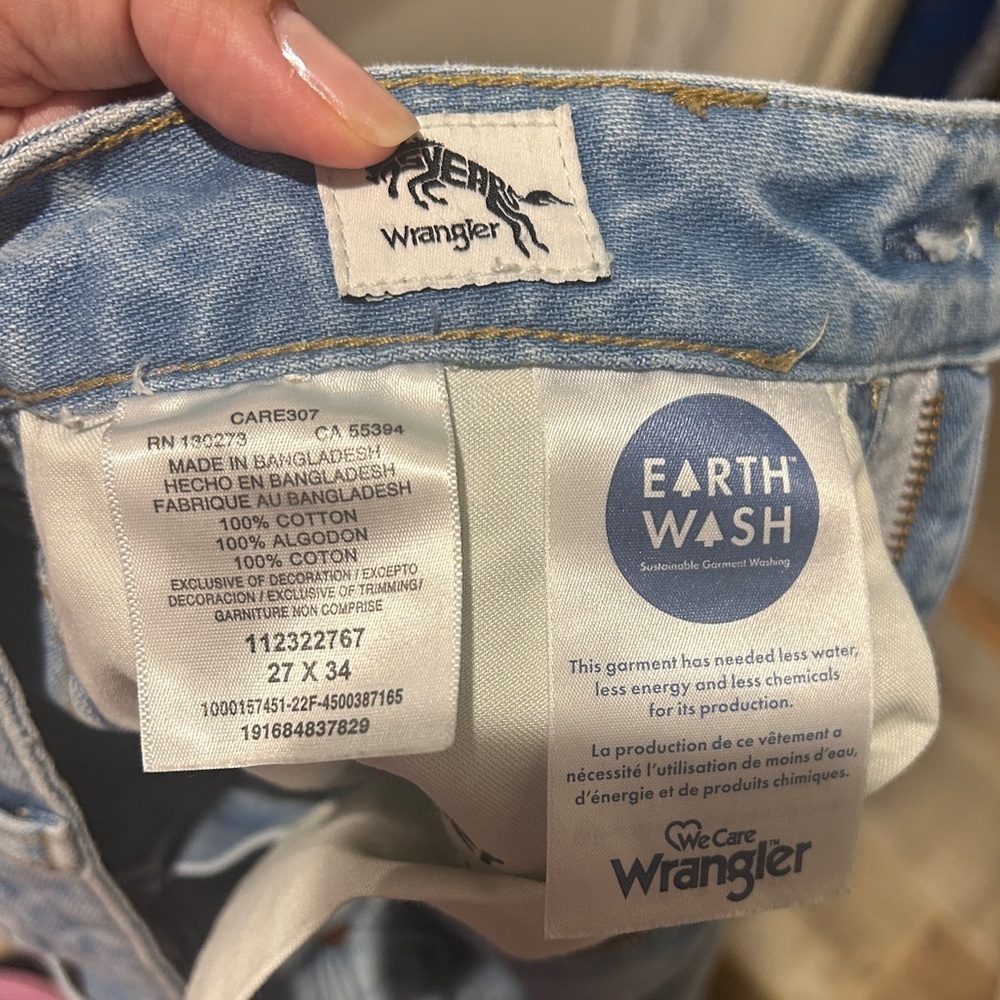 YEARS
Wrangler
CARE307
RN 130273 CA 55394
MADE IN BANGLADESH
HECHO EN BANGLADESH
FABRIQUE AU BANGLADESH
100% COTTON
100% ALGODON
100% COTON
EXCLUSIVE OF DECORATION / EXCEPTO
DECORACION / EXCLUSIVE OF TRIMMING/
GARNITURE NON COMPRISE
112322767
27 X 34
1000157451-22F-4500387165
191684837829
EARTH™
WASH
Sustainable Garment Washing
This garment has needed less water,
less energy and less chemicals
for its production.
La production de ce vêtement a
nécessité l'utilisation de moins d'eau,
d'énergie et de produits chimiques.
We Care
Wrangler™